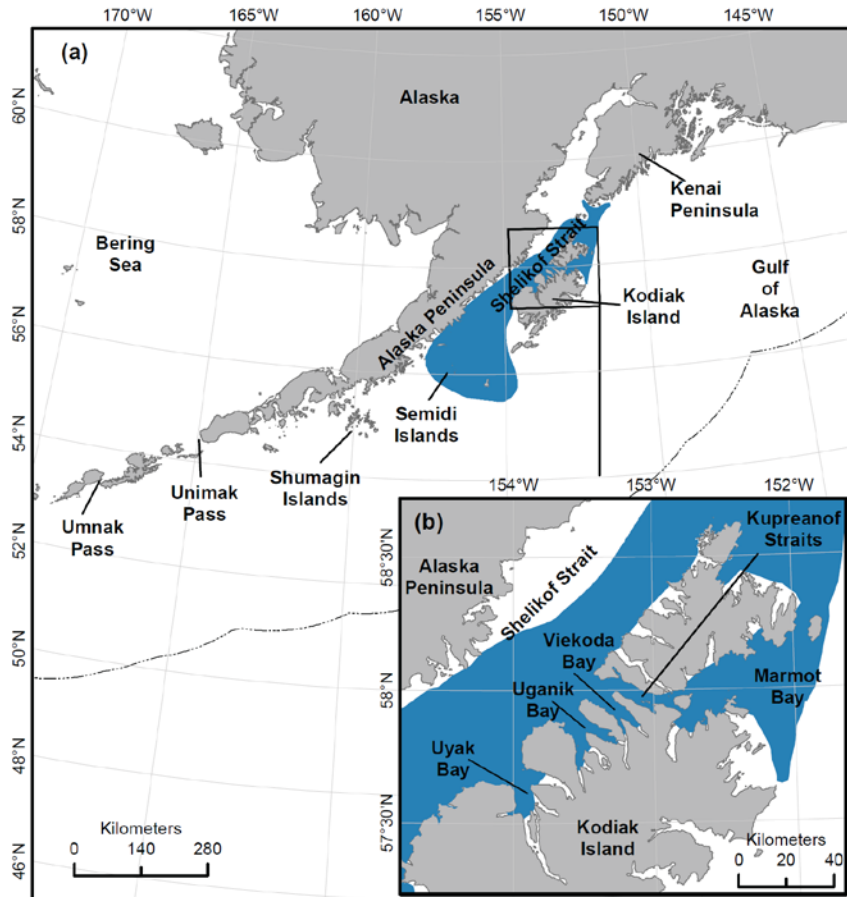 170°W
165°W
160°W
155°W
150°W
145°W
(a)
Alaska
60°N
58°N
56°N
54°N
52°N
50°N
48°N
46°N
Kenai
Peninsula
Bering
Sea
Shelikof Strait
Gulf
of
Alaska
Kodiak
Island
Alaska Peninsula
Semidi
Islands
Shumagin
Islands
Unimak
Pass
Umnak
Pass
Kilometers
0 140 280
154°W
153°W
152°W
(b)
Kupreanof
Straits
58°30'N
58°N
57°30'N
Alaska
Peninsula
Shelikof Strait
Viekoda
Bay
Uganik
Bay
Marmot
Bay
Uyak
Bay
Kodiak
Island
Kilometers
0 20 40